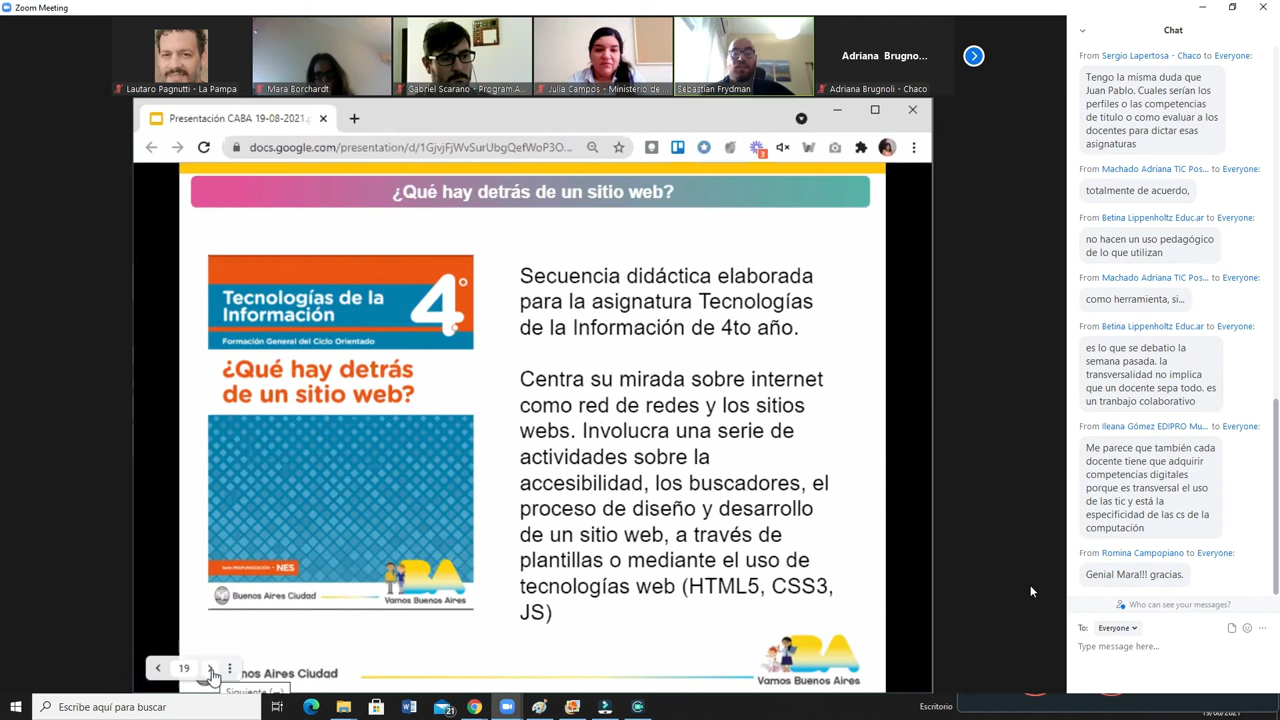 Zoom Meeting
Lautaro Pagnutti - La Pampa
Mara Borchardt
Gabriel Scarano - Program A...
Julia Campos - Ministerio de...
Sebastian Frydman
Adriana Brugno...
Adriana Brugnoli - Chaco
Presentación CABA 19-08-2021.
docs.google.com/presentation/d/1GjvjFjWvSurUbgQefWoP3O...
3
¿Qué hay detrás de un sitio web?
Tecnologías de la
Información
4°
Formación General del Ciclo Orientado
¿Qué hay detrás
de un sitio web?
NES
BA
Buenos Aires Ciudad
Vamos Buenos Aires
Secuencia didáctica elaborada
para la asignatura Tecnologías
de la Información de 4to año.
Centra su mirada sobre internet
como red de redes y los sitios
webs. Involucra una serie de
actividades sobre la
accesibilidad, los buscadores, el
proceso de diseño y desarrollo
de un sitio web, a través de
plantillas o mediante el uso de
tecnologías web (HTML5, CSS3,
JS)
19
nos Aires Ciudad
BA
Vamos Buenos Aires
Chat
From Sergio Lapertosa - Chaco to Everyone:
Tengo la misma duda que
Juan Pablo. Cuales serían los
perfiles o las competencias
de titulo o como evaluar a los
docentes para dictar esas
asignaturas
From Machado Adriana TIC Pos... to Everyone:
totalmente de acuerdo,
From Betina Lippenholtz Educ.ar to Everyone:
no hacen un uso pedagógico
de lo que utilizan
From Machado Adriana TIC Pos... to Everyone:
como herramienta, si...
From Betina Lippenholtz Educ.ar to Everyone:
es lo que se debatio la
semana pasada. la
transversalidad no implica
que un docente sepa todo. es
un tranbajo colaborativo
From Ileana Gómez EDIPRO Mu... to Everyone:
Me parece que también cada
docente tiene que adquirir
competencias digitales
porque es transversal el uso
de las tic y está la
especificidad de las cs de la
computación
From Romina Campopiano to Everyone:
Genial Mara!!! gracias.
Who can see your messages?
To: Everyone
Type message here...
Escribe aquí para buscar
21
Escritorio